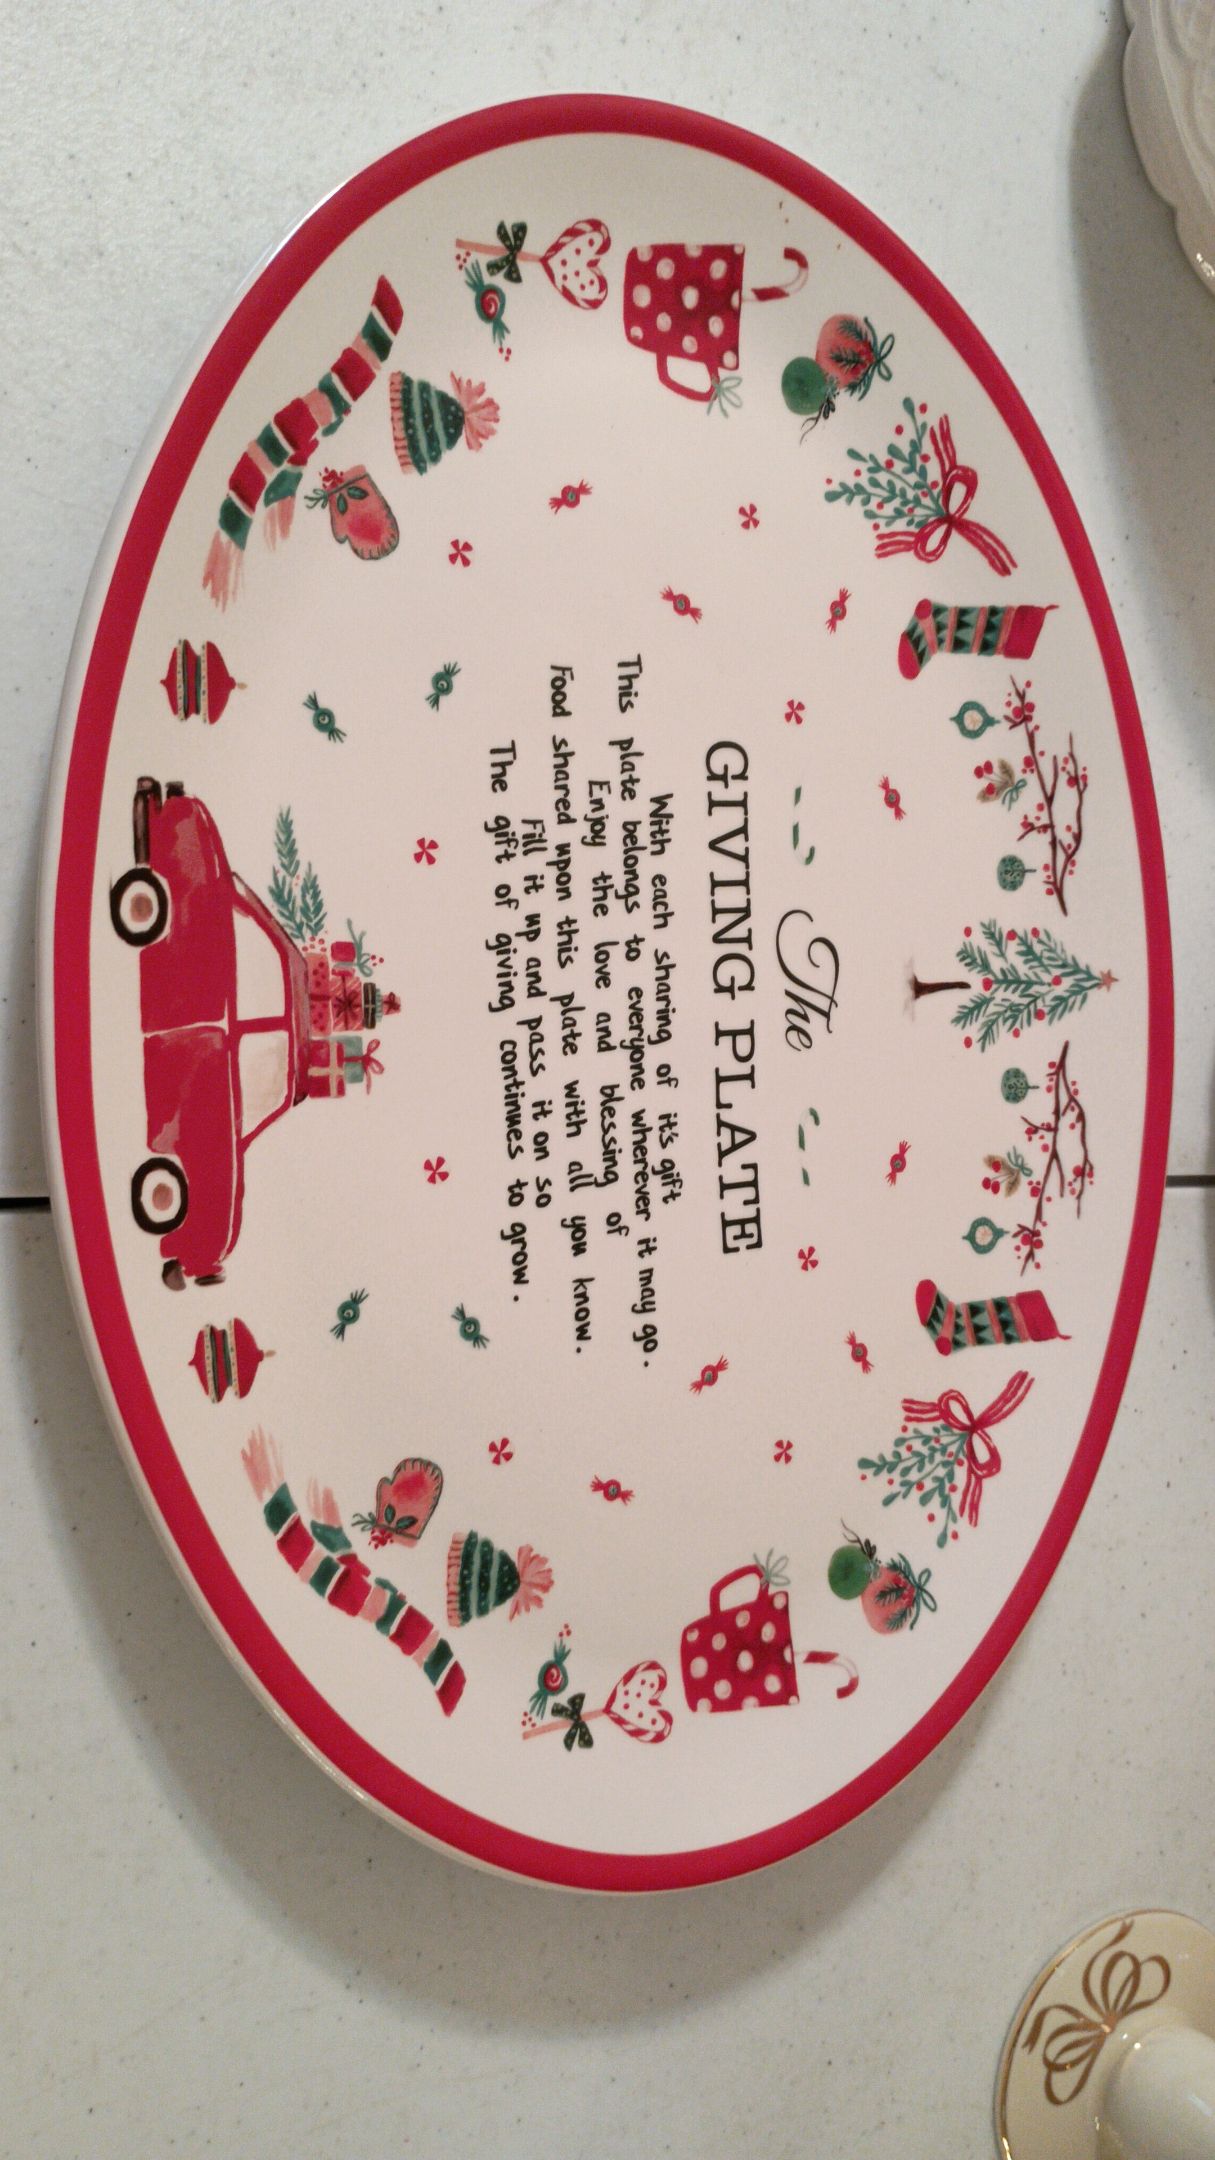 The
GIVING PLATE
With each sharing of it's gift
This plate belongs to everyone wherever it may go.
Enjoy the love and blessing of
Food shared upon this plate with all you know.
Fill it up and pass it on so
The gift of giving continues to grow.